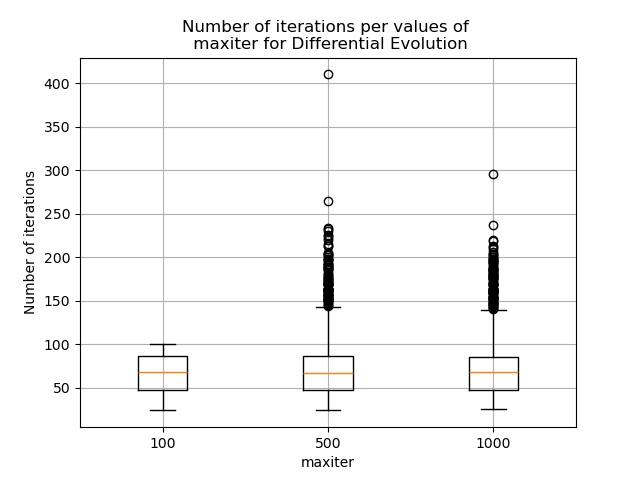 Number of iterations per values of
maxiter for Differential Evolution
400
350
300
250
200
150
100
50
Number of iterations
100 500 1000
maxiter